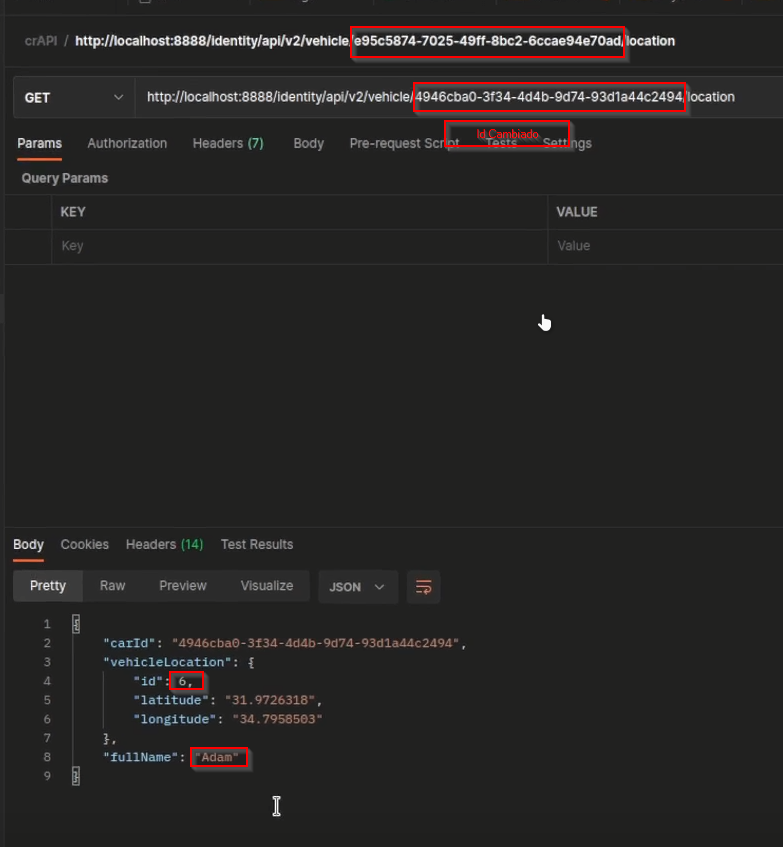 crAPI / http://localhost:8888/identity/api/v2/vehicle/e95c5874-7025-49ff-8bc2-6ccae94e70ad/location
GET http://localhost:8888/identity/api/v2/vehicle/4946cba0-3f34-4d4b-9d74-93d1a44c2494/location
Id Cambiado
Params Authorization Headers (7) Body Pre-request Script Tests Settings
Query Params
KEY VALUE
Key Value
Body Cookies Headers (14) Test Results
Pretty Raw Preview Visualize JSON
1 {
2 "carId": "4946cba0-3f34-4d4b-9d74-93d1a44c2494",
3 "vehicleLocation": {
4 "id": 6,
5 "latitude": "31.9726318",
6 "longitude": "34.7958503"
7 },
8 "fullName": "Adam"
9 }